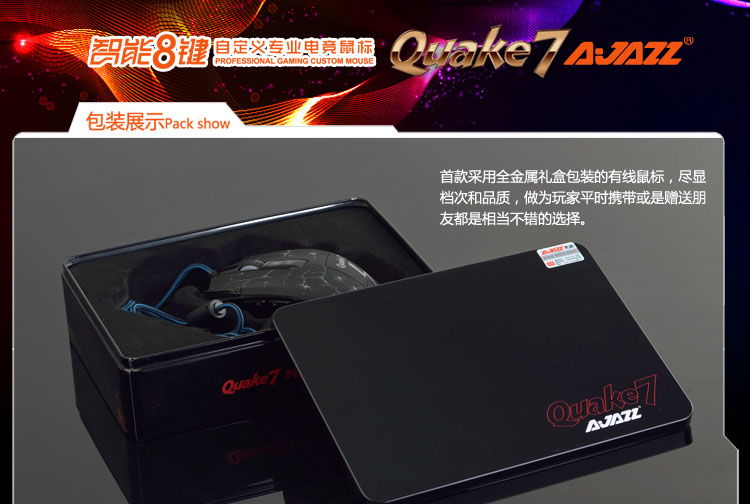 智能8键 自定义专业电竞鼠标
PROFESSIONAL GAMING CUSTOM MOUSE
Quake7 AJAZZ®
包装展示Pack show
首款采用全金属礼盒包装的有线鼠标，尽显
档次和品质，做为玩家平时携带或是赠送朋
友都是相当不错的选择。
AJAZZ
Quake7
Quake7
AJAZZ